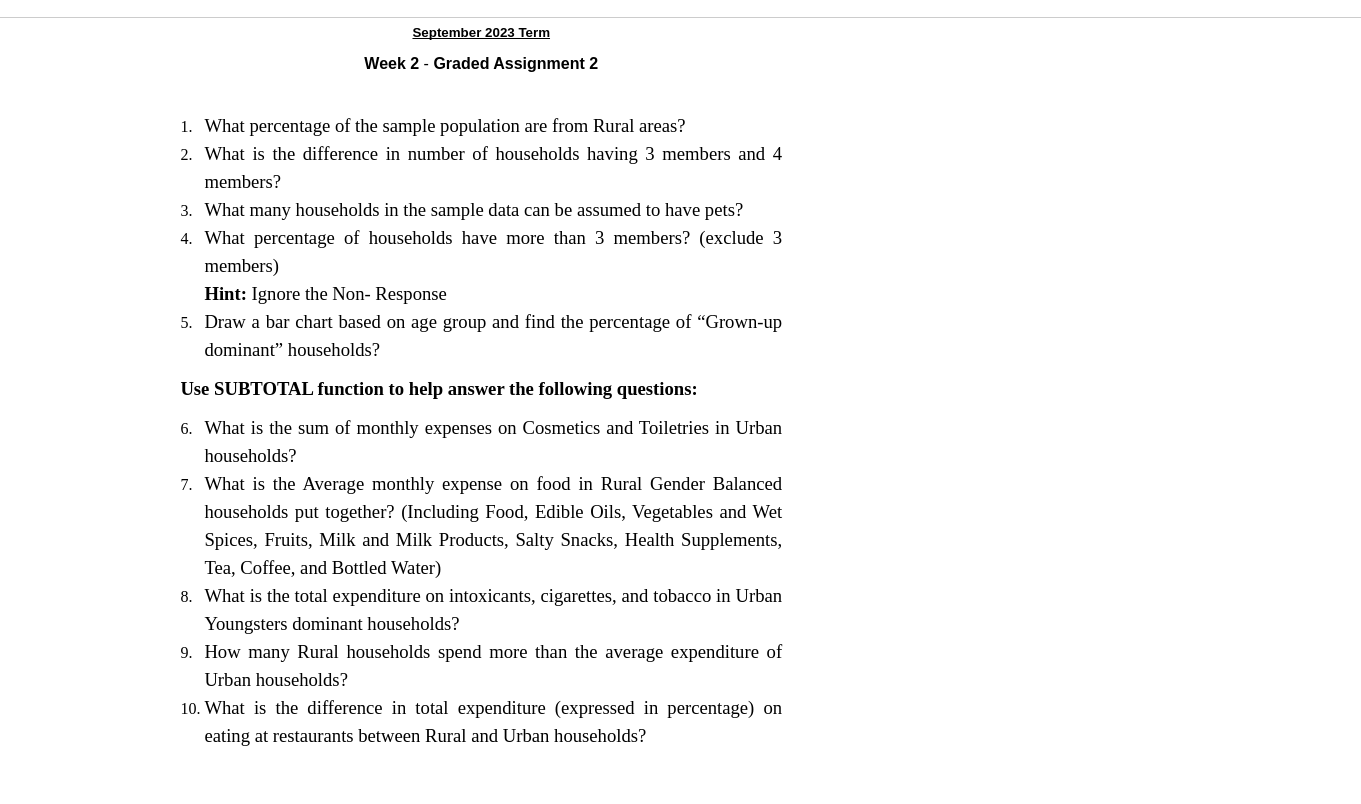 September 2023 Term
Week 2 - Graded Assignment 2
1. What percentage of the sample population are from Rural areas?
2. What is the difference in number of households having 3 members and 4
members?
3. What many households in the sample data can be assumed to have pets?
4. What percentage of households have more than 3 members? (exclude 3
members)
Hint: Ignore the Non- Response
5. Draw a bar chart based on age group and find the percentage of “Grown-up
dominant” households?
Use SUBTOTAL function to help answer the following questions:
6. What is the sum of monthly expenses on Cosmetics and Toiletries in Urban
households?
7. What is the Average monthly expense on food in Rural Gender Balanced
households put together? (Including Food, Edible Oils, Vegetables and Wet
Spices, Fruits, Milk and Milk Products, Salty Snacks, Health Supplements,
Tea, Coffee, and Bottled Water)
8. What is the total expenditure on intoxicants, cigarettes, and tobacco in Urban
Youngsters dominant households?
9. How many Rural households spend more than the average expenditure of
Urban households?
10. What is the difference in total expenditure (expressed in percentage) on
eating at restaurants between Rural and Urban households?